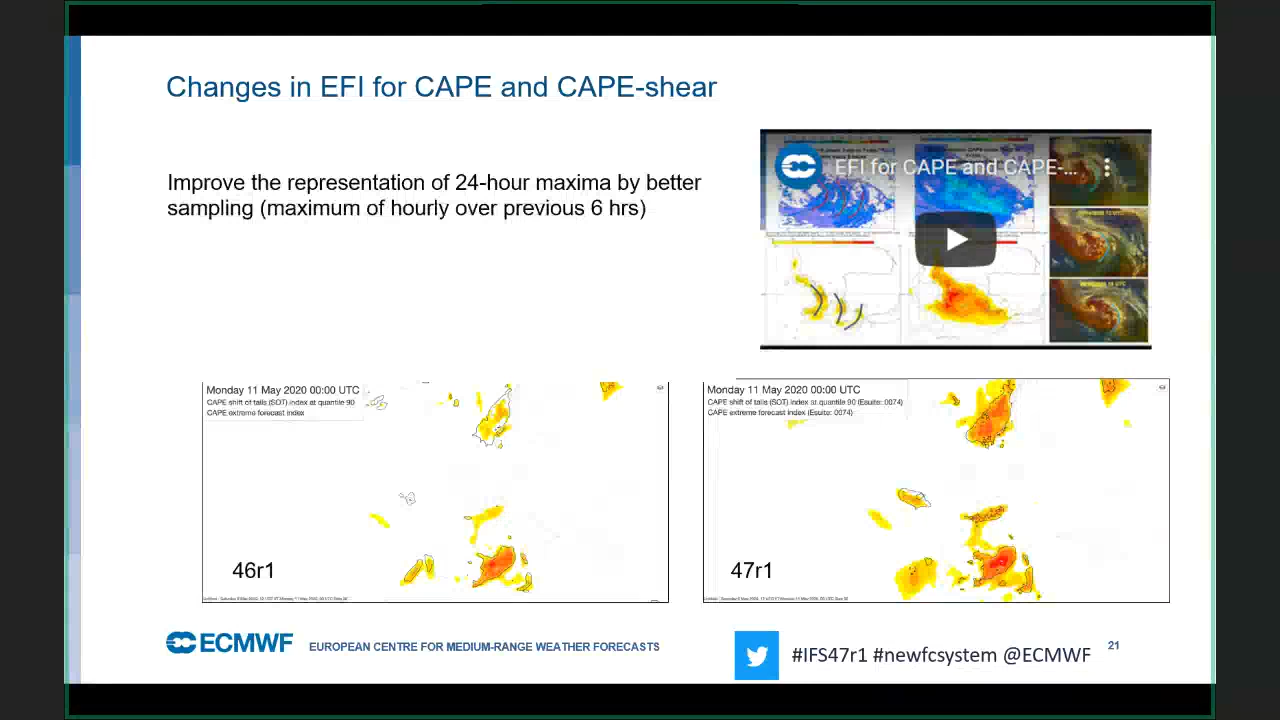 Changes in EFI for CAPE and CAPE-shear
Improve the representation of 24-hour maxima by better
sampling (maximum of hourly over previous 6 hrs)
EFI for CAPE and CAPE-...
Monday 11 May 2020 00:00 UTC
CAPE shift of tails (SOT) index at quantile 90
CAPE extreme forecast index
46r1
Monday 11 May 2020 00:00 UTC
CAPE shift of tails (SOT) index at quantile 90 (Esuite: 0074)
CAPE extreme forecast index (Esuite: 0074)
47r1
ECMWF EUROPEAN CENTRE FOR MEDIUM-RANGE WEATHER FORECASTS
#IFS47r1 #newfcsystem @ECMWF
21